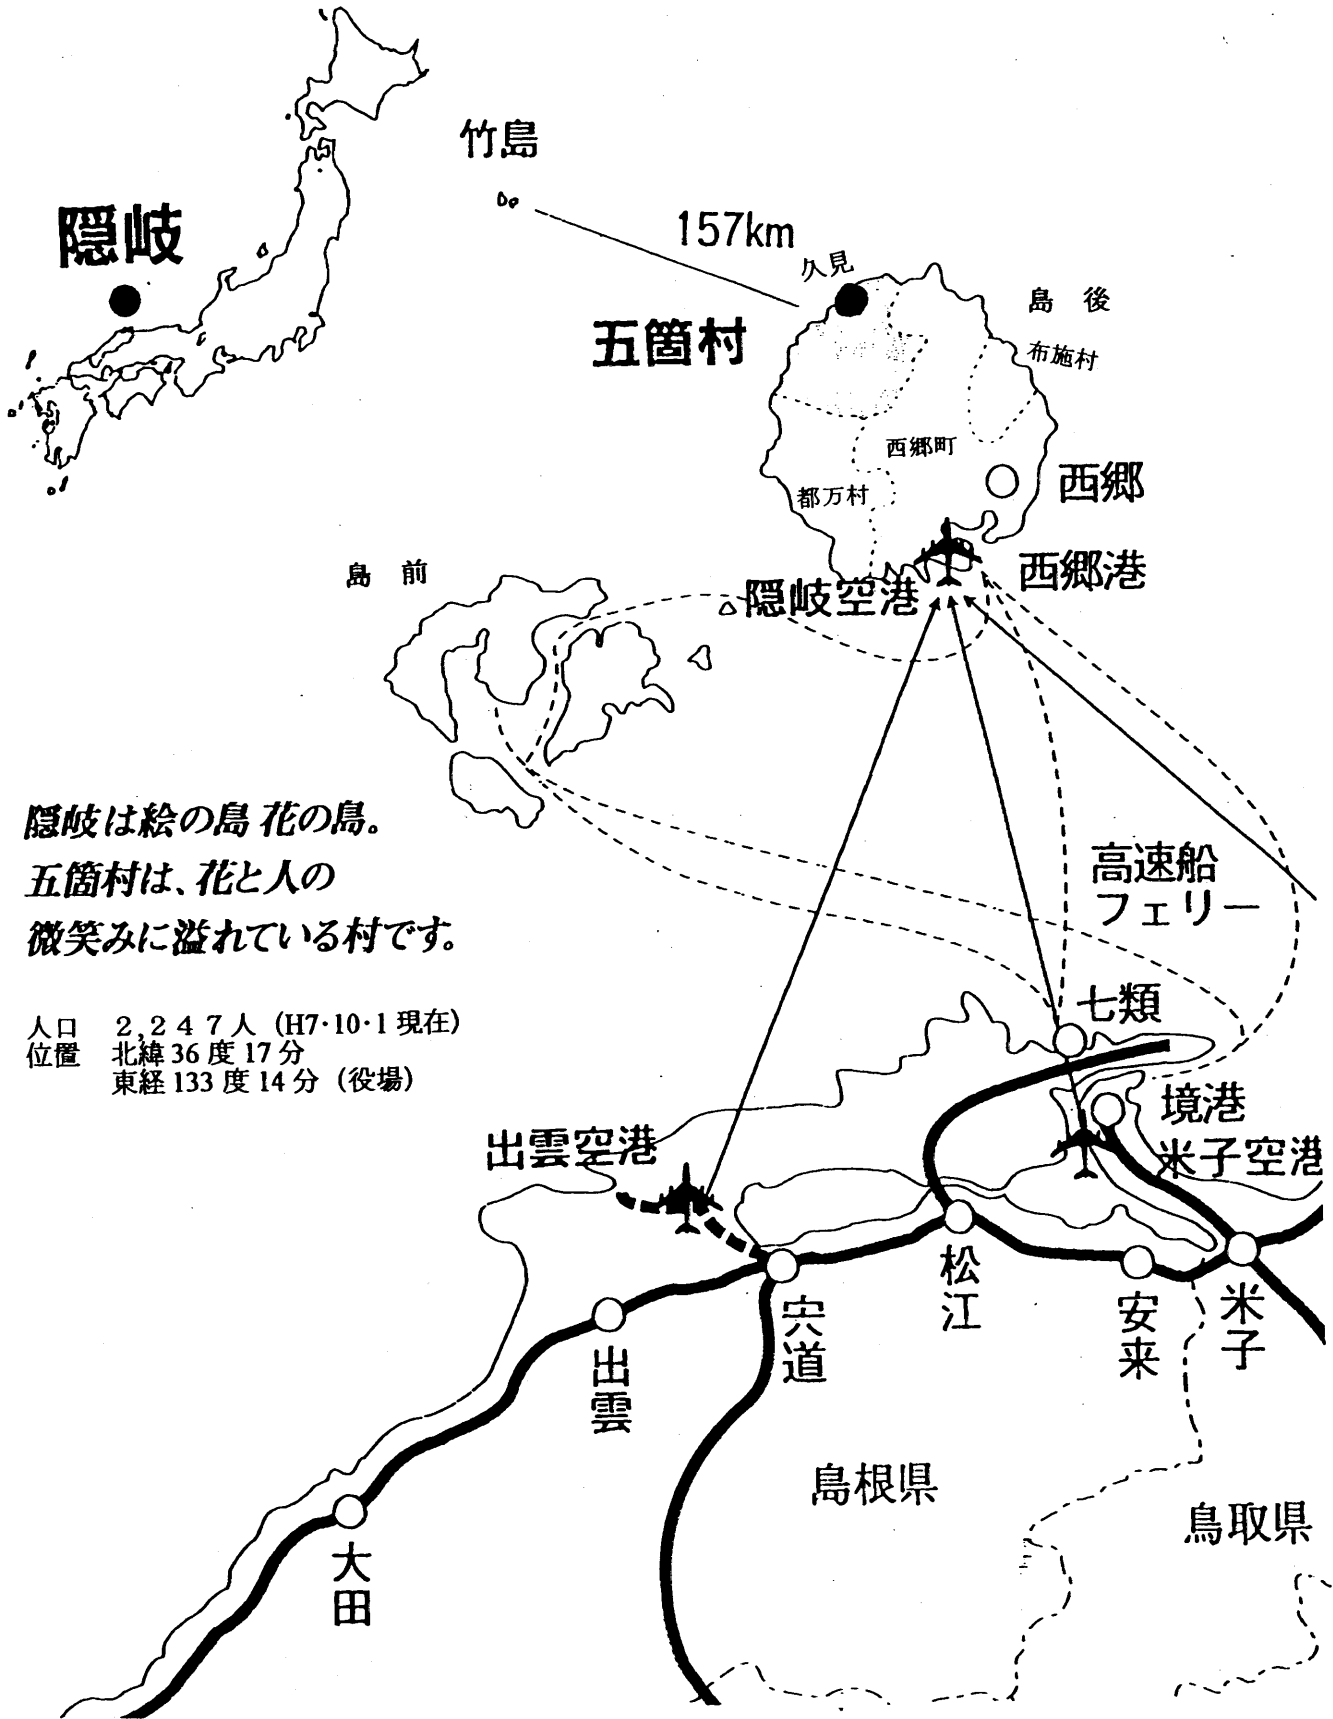 竹島
隠岐
157km
久見
島 後
五箇村
布施村
西郷町
西郷
都万村
西郷港
島 前
隠岐空港
隠岐は絵の島 花の島。
五箇村は、花と人の
微笑みに溢れている村です。
高速船
フェリー
人口 2,247人（H7·10·1現在）
位置 北緯36度17分
東経133度14分（役場）
七類
境港
出雲空港
米子空港
松江
安来
米子
宍道
出雲
大田
島根県
鳥取県